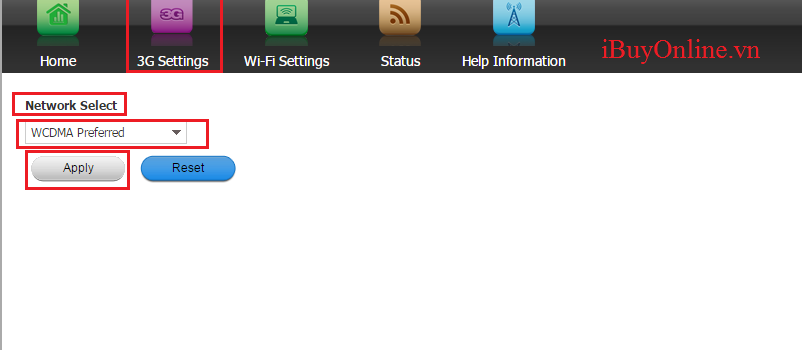 3G
iBuyOnline.vn
Home 3G Settings Wi-Fi Settings Status Help Information
Network Select
WCDMA Preferred
Apply Reset